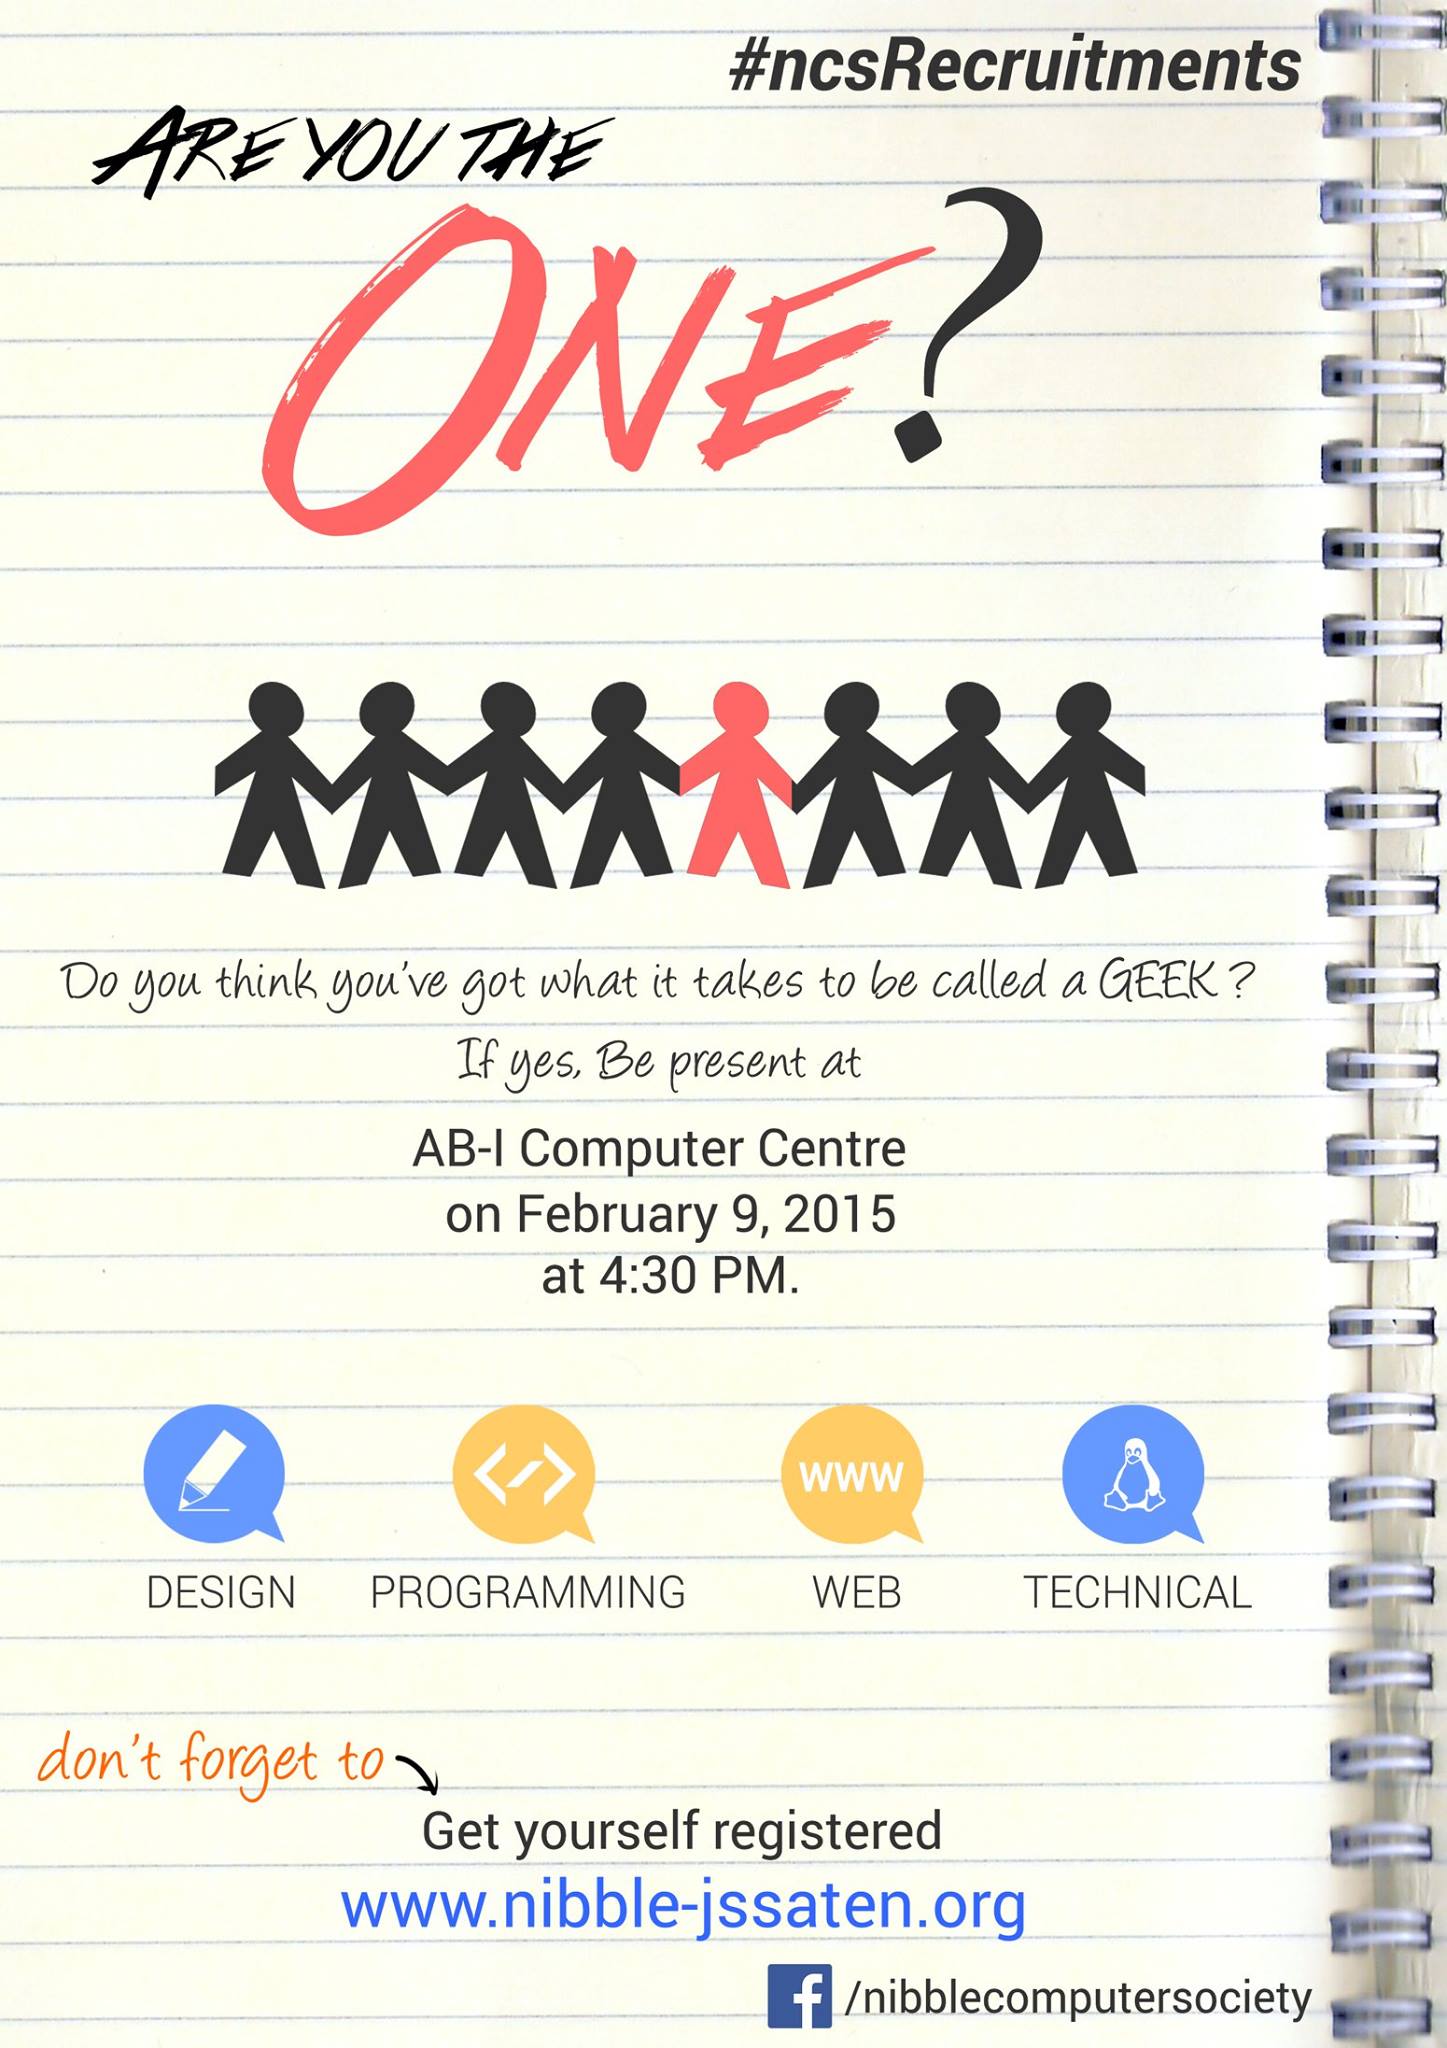 #ncsRecruitments
ARE YOU THE
ONE?
Do you think you've got what it takes to be called a GEEK ?
If yes, Be present at
AB-I Computer Centre
on February 9, 2015
at 4:30 PM.
www
DESIGN PROGRAMMING WEB TECHNICAL
don't forget to
Get yourself registered
www.nibble-jssaten.org
f /nibblecomputersociety